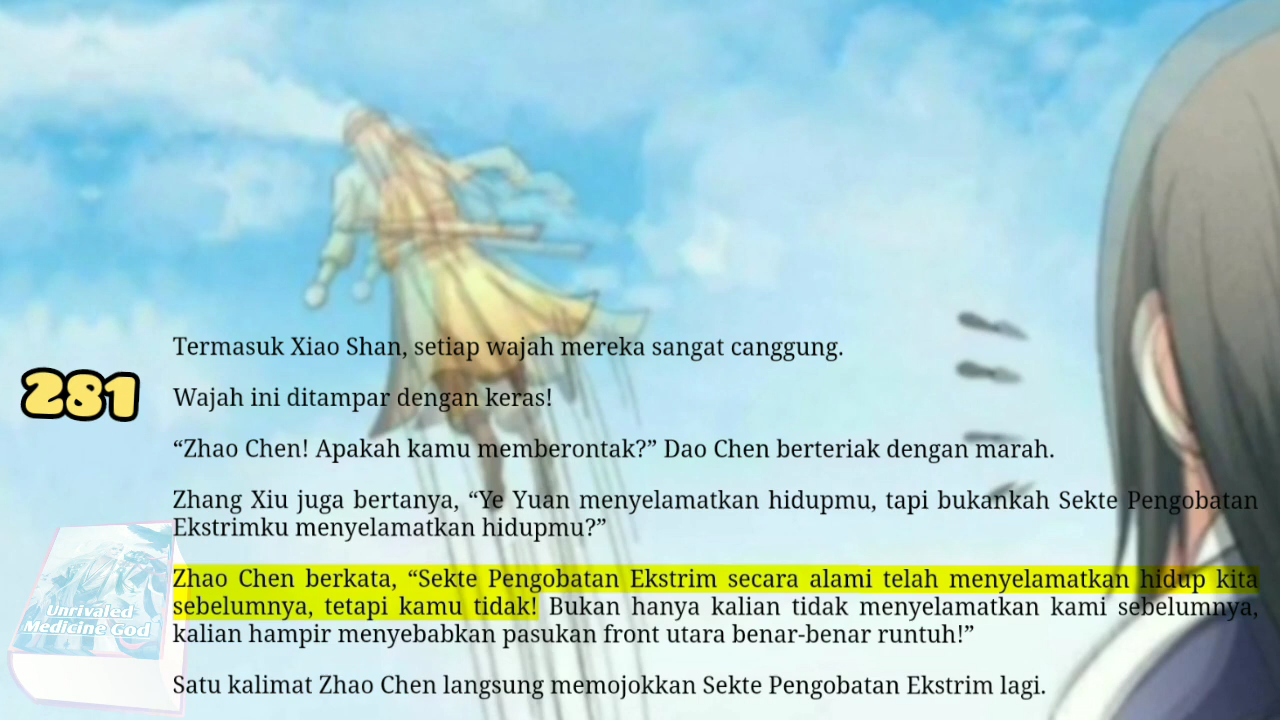 Termasuk Xiao Shan, setiap wajah mereka sangat canggung.
281
Wajah ini ditampar dengan keras!
“Zhao Chen! Apakah kamu memberontak?” Dao Chen berteriak dengan marah.
Zhang Xiu juga bertanya, “Ye Yuan menyelamatkan hidupmu, tapi bukankah Sekte Pengobatan
Ekstrimku menyelamatkan hidupmu?”
Zhao Chen berkata, “Sekte Pengobatan Ekstrim secara alami telah menyelamatkan hidup kita
sebelumnya, tetapi kamu tidak! Bukan hanya kalian tidak menyelamatkan kami sebelumnya,
kalian hampir menyebabkan pasukan front utara benar-benar runtuh!”
Satu kalimat Zhao Chen langsung memojokkan Sekte Pengobatan Ekstrim lagi.
Unrivaled
Medicine God